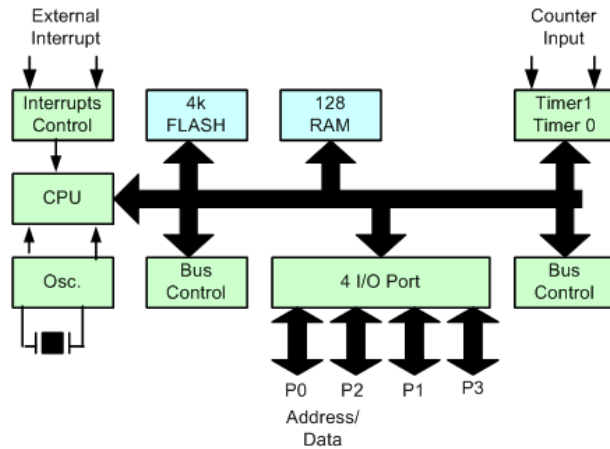 External
Interrupt
Counter
Input
Interrupts
Control
4k
FLASH
128
RAM
Timer1
Timer 0
CPU
Osc.
Bus
Control
4 I/O Port
Bus
Control
P0
P2
P1
P3
Address/
Data